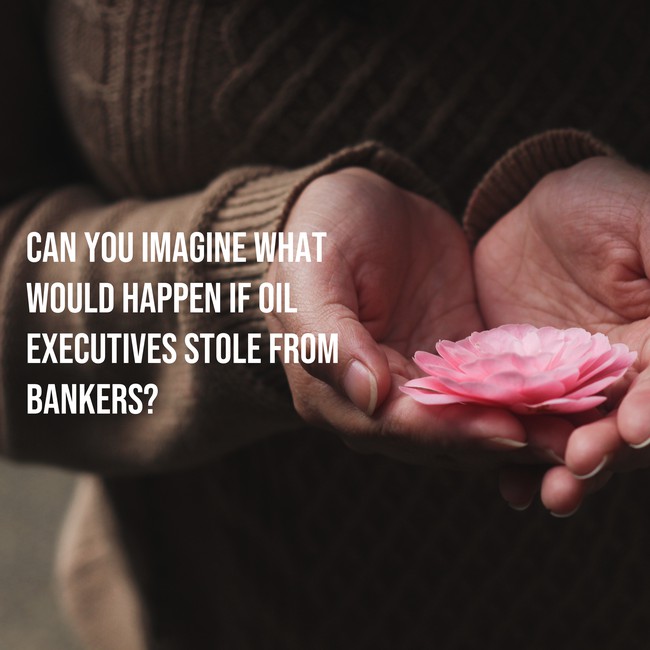 CAN YOU IMAGINE WHAT
WOULD HAPPEN IF OIL
EXECUTIVES STOLE FROM
BANKERS?